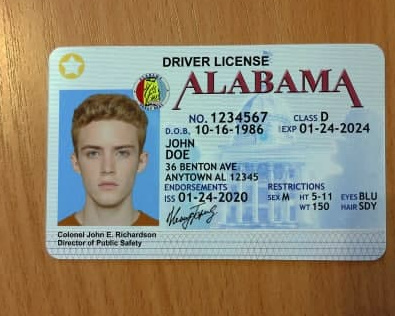 DRIVER LICENSE
ALABAMA
NO. 1234567 CLASS D
D.O.B. 10-16-1986 EXP 01-24-2024
JOHN
DOE
36 BENTON AVE
ANYTOWN AL 12345
ENDORSEMENTS RESTRICTIONS
ISS 01-24-2020 SEX M HT 5-11 EYES BLU
WT 150 HAIR SDY
Colonel John E. Richardson
Director of Public Safety